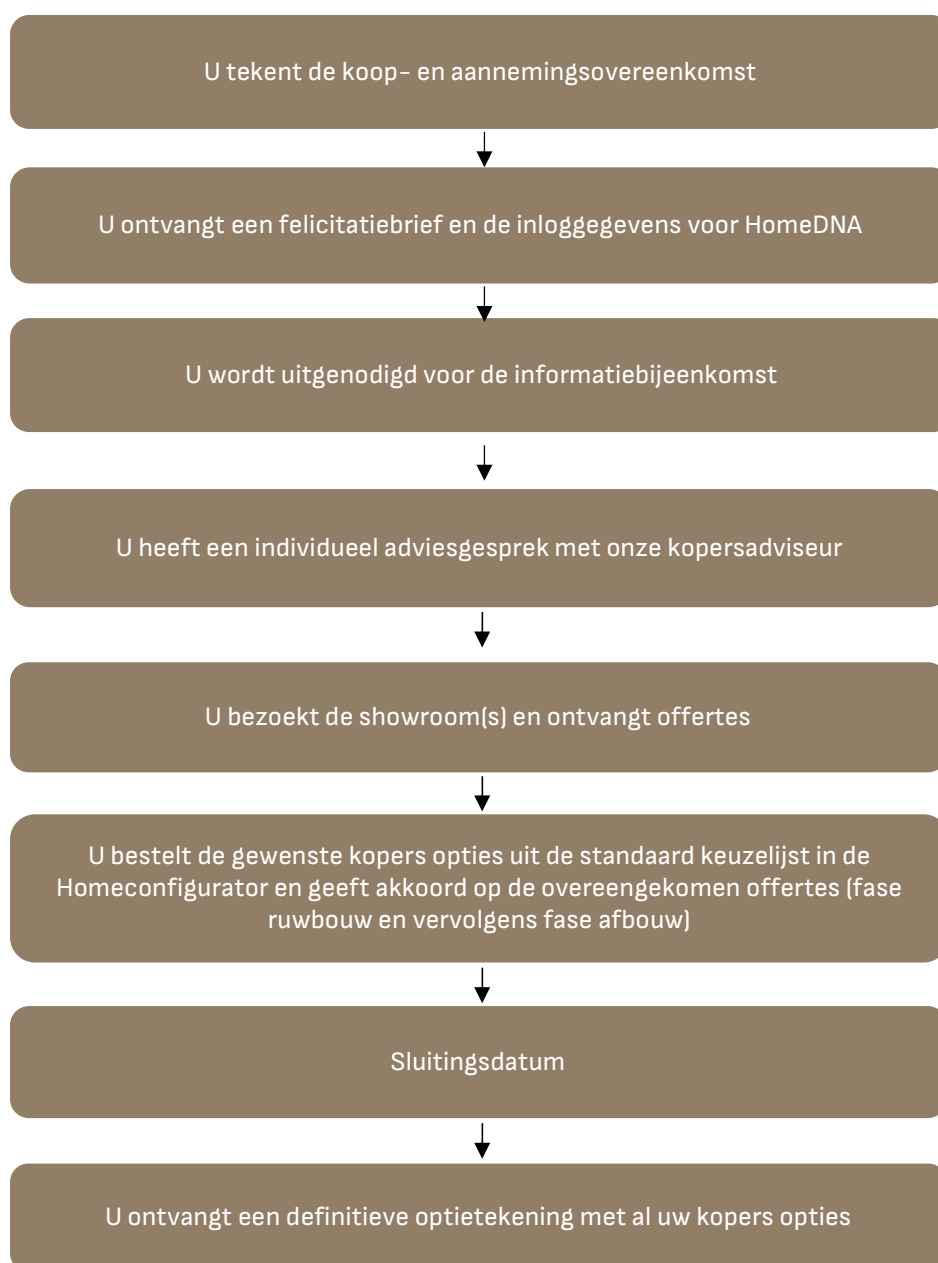 U tekent de koop- en aannemingsovereenkomst
U ontvangt een felicitatiebrief en de inloggegevens voor HomeDNA
U wordt uitgenodigd voor de informatiebijeenkomst
U heeft een individueel adviesgesprek met onze kopersadviseur
U bezoekt de showroom(s) en ontvangt offertes
U bestelt de gewenste kopers opties uit de standaard keuzelijst in de
Homeconfigurator en geeft akkoord op de overeengekomen offertes (fase
ruwbouw en vervolgens fase afbouw)
Sluitingsdatum
U ontvangt een definitieve optietekening met al uw kopers opties